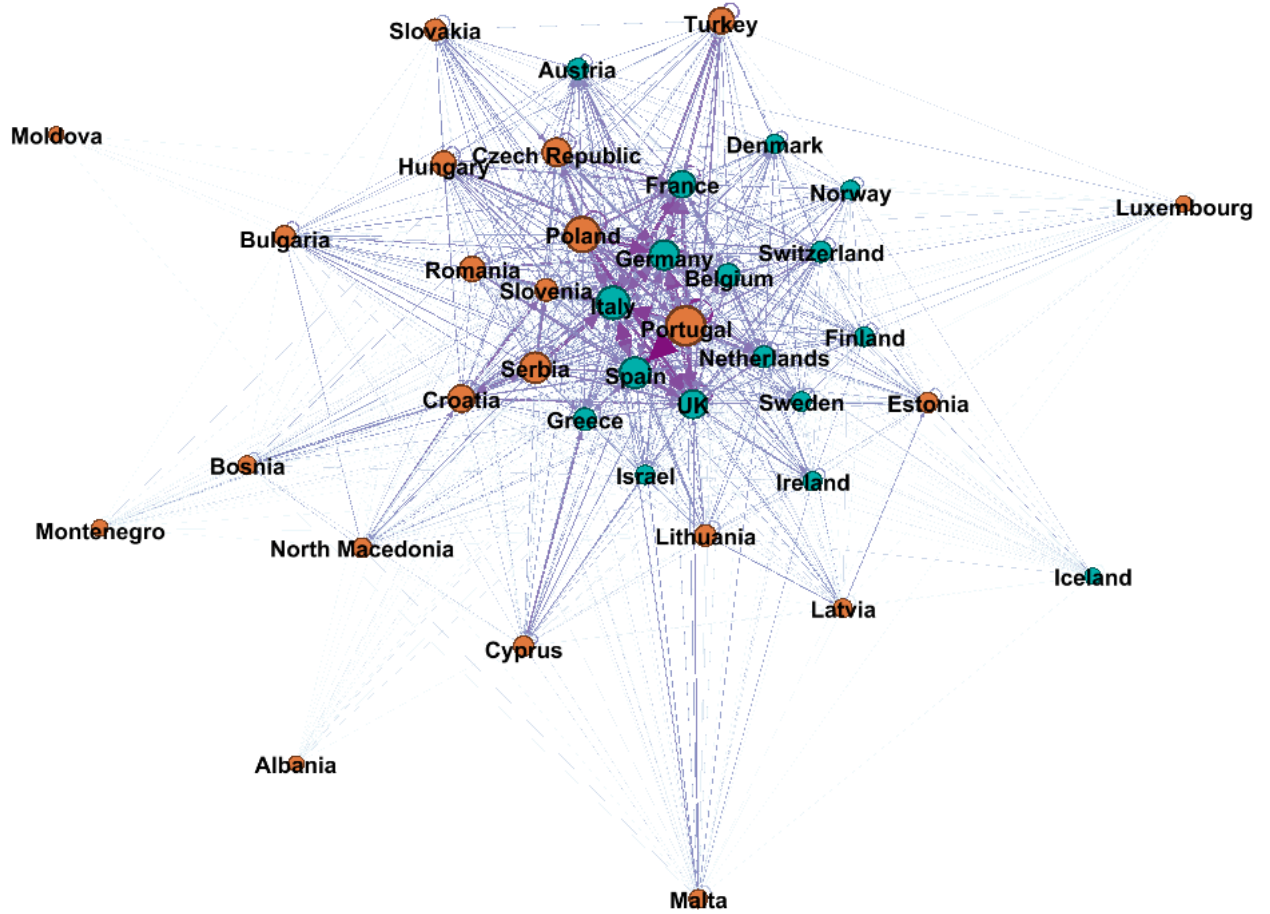 Turkey
Slovakia
Austria
Moldova
Denmark
Czech Republic
Hungary
France
Norway
Luxembourg
Poland
Bulgaria
Switzerland
Germany
Romania
Belgium
Slovenia
Italy
Portugal
Finland
Netherlands
Serbia
Spain
Croatia
UK
Sweden
Estonia
Greece
Bosnia
Israel
Ireland
Montenegro
Lithuania
North Macedonia
Iceland
Latvia
Cyprus
Albania
Malta